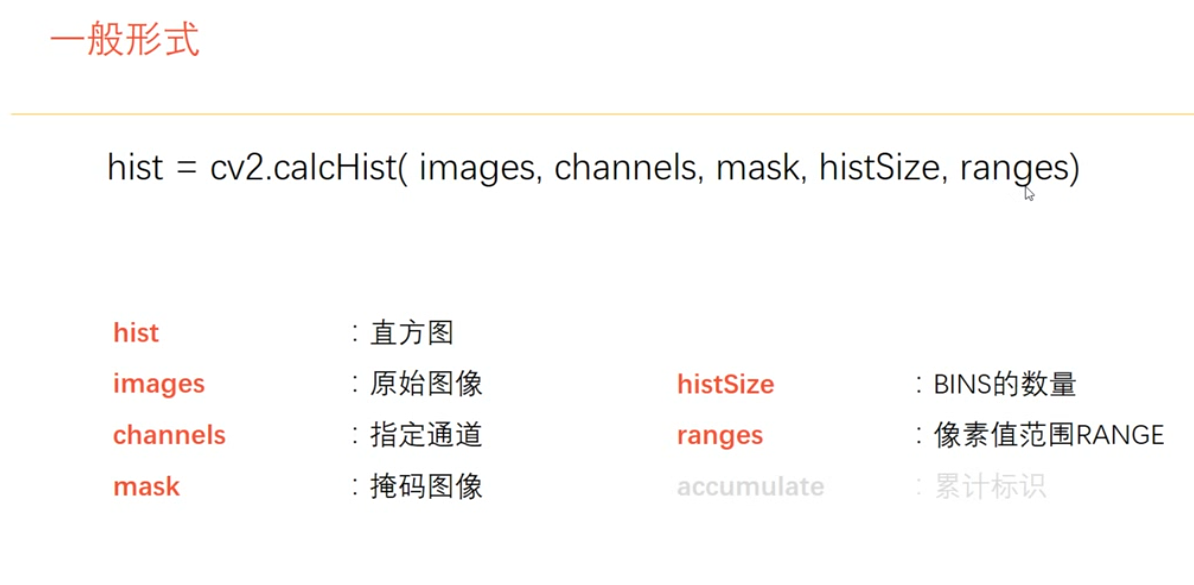 一般形式
hist = cv2.calcHist( images, channels, mask, histSize, ranges)
hist : 直方图
images : 原始图像
channels : 指定通道
mask : 掩码图像
histSize : BINS的数量
ranges : 像素值范围RANGE
accumulate : 累计标识